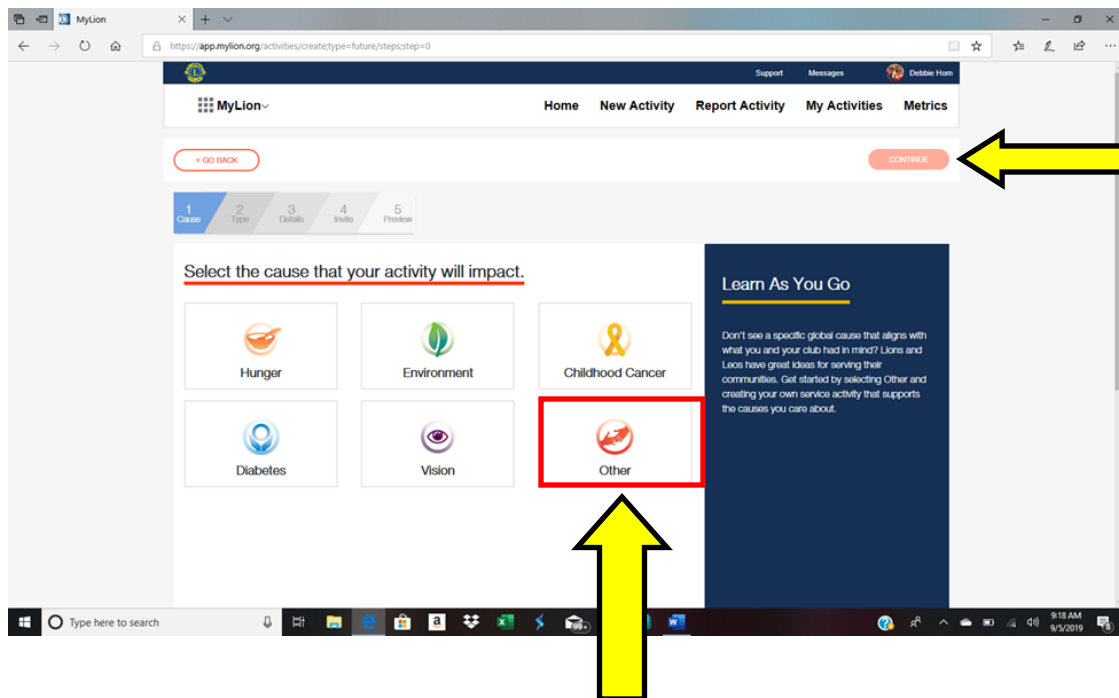 MyLion
https://app.mylion.org/activities/create;type=future/steps;step=0
Support Messages Debbie Hom
MyLion Home New Activity Report Activity My Activities Metrics
< GO BACK CONTINUE
1 2 3 4 5
Cause Type Details Invite Preview
Select the cause that your activity will impact.
Hunger Environment Childhood Cancer
Diabetes Vision Other
Learn As You Go
Don't see a specific global cause that aligns with
what you and your club had in mind? Lions and
Leos have great ideas for serving their
communities. Get started by selecting Other and
creating your own service activity that supports
the causes you care about.
Type here to search
99+
9:18 AM
9/5/2019